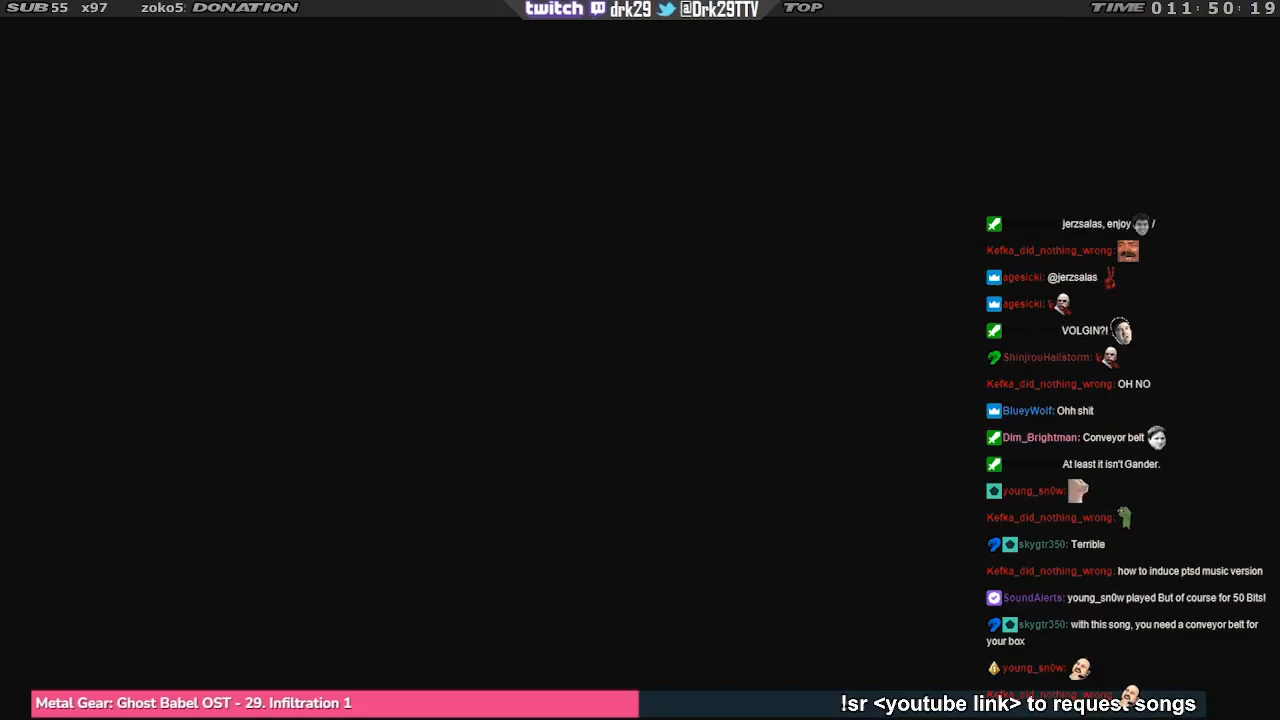 SUB 55 x97 zoko5: DONATION
twitch drk29 @Drk29TTV TOP
TIME 011:50:19
jerzsalas, enjoy /
Kefka_did_nothing_wrong:
agesicki: @jerzsalas
agesicki:
VOLGIN?!
ShinjrouHailstorm:
Kefka_did_nothing_wrong: OH NO
BlueyWolf: Ohh shit
Dim_Brightman: Conveyor belt
At least it isn't Gander.
young_sn0w:
Kefka_did_nothing_wrong:
skygtr350: Terrible
Kefka_did_nothing_wrong: how to induce ptsd music version
SoundAlerts: young_sn0w played But of course for 50 Bits!
skygtr350: with this song, you need a conveyor belt for
your box
young_sn0w:
Kefka_did_nothing_wrong:
Metal Gear: Ghost Babel OST - 29. Infiltration 1
!sr <youtube link> to request songs